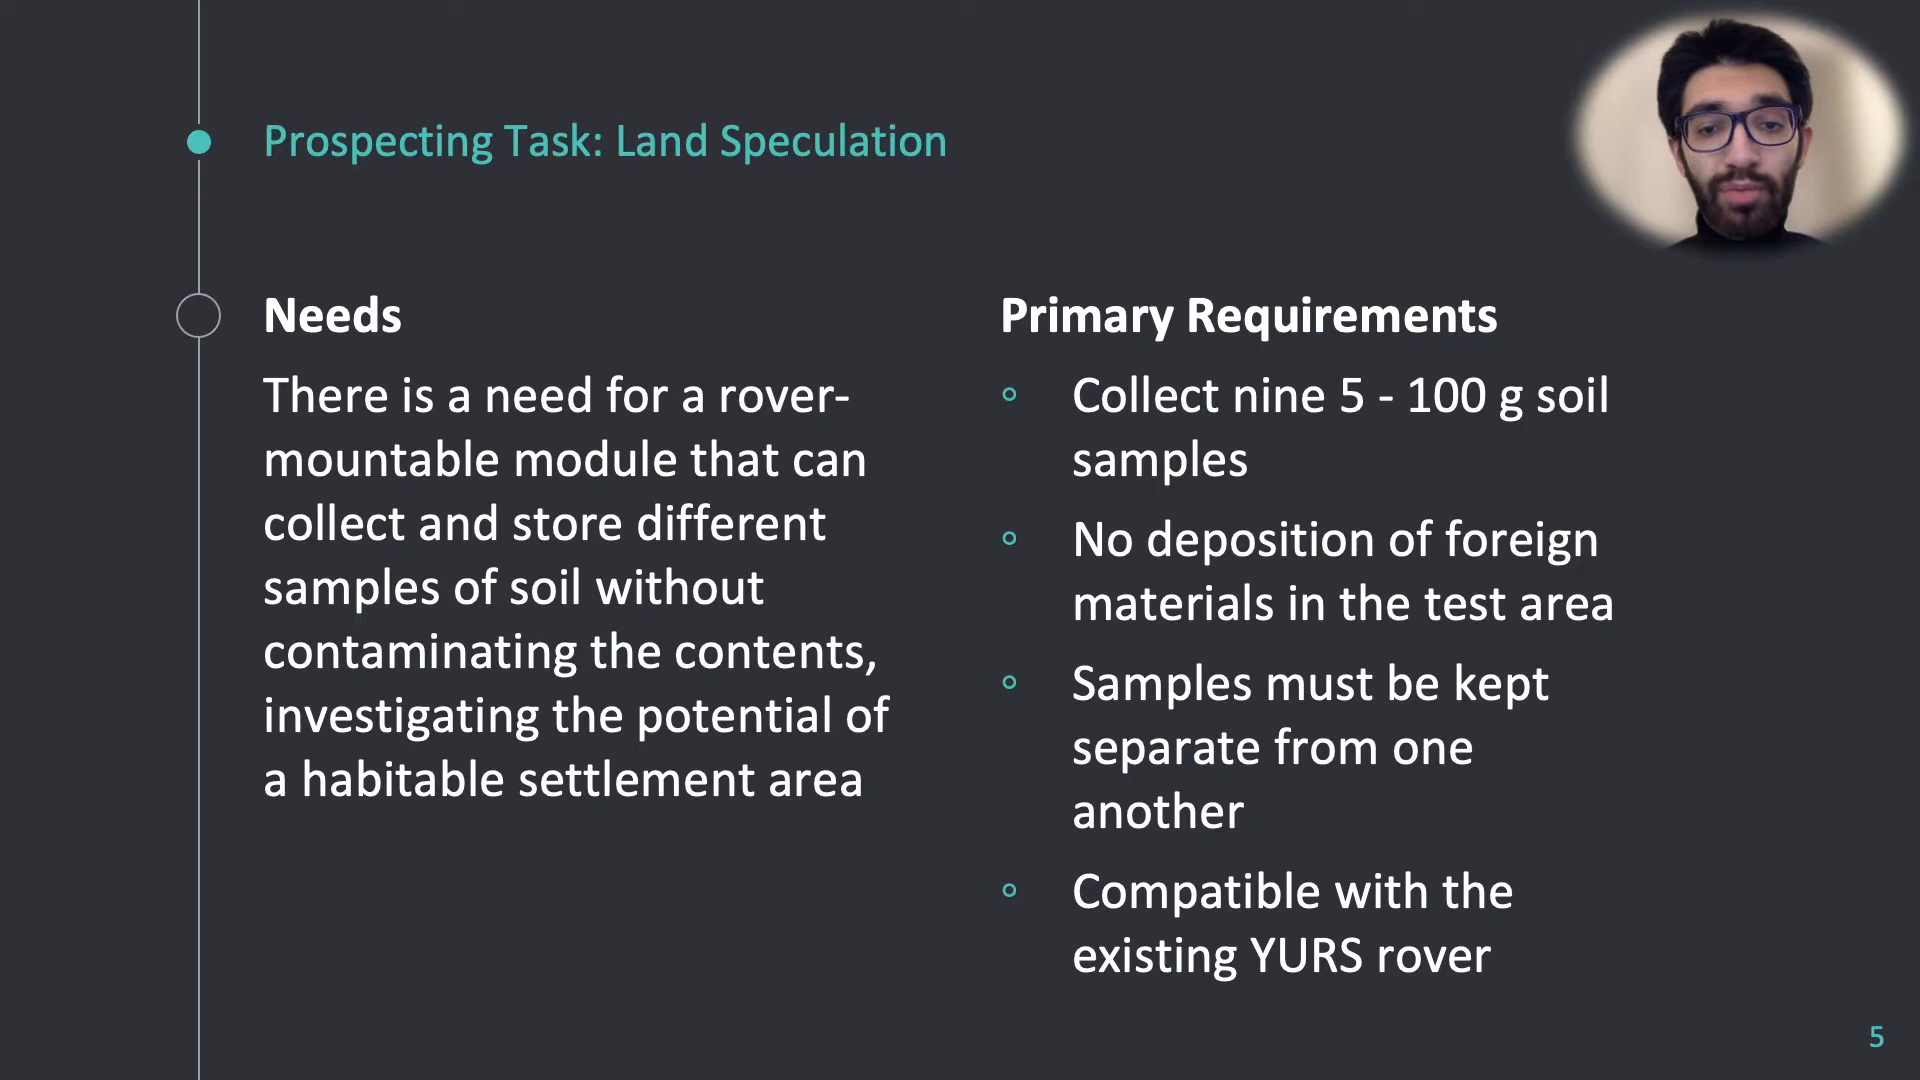 Prospecting Task: Land Speculation
Needs
There is a need for a rover-
mountable module that can
collect and store different
samples of soil without
contaminating the contents,
investigating the potential of
a habitable settlement area
Primary Requirements
Collect nine 5 - 100 g soil
samples
No deposition of foreign
materials in the test area
Samples must be kept
separate from one
another
Compatible with the
existing YURS rover
5